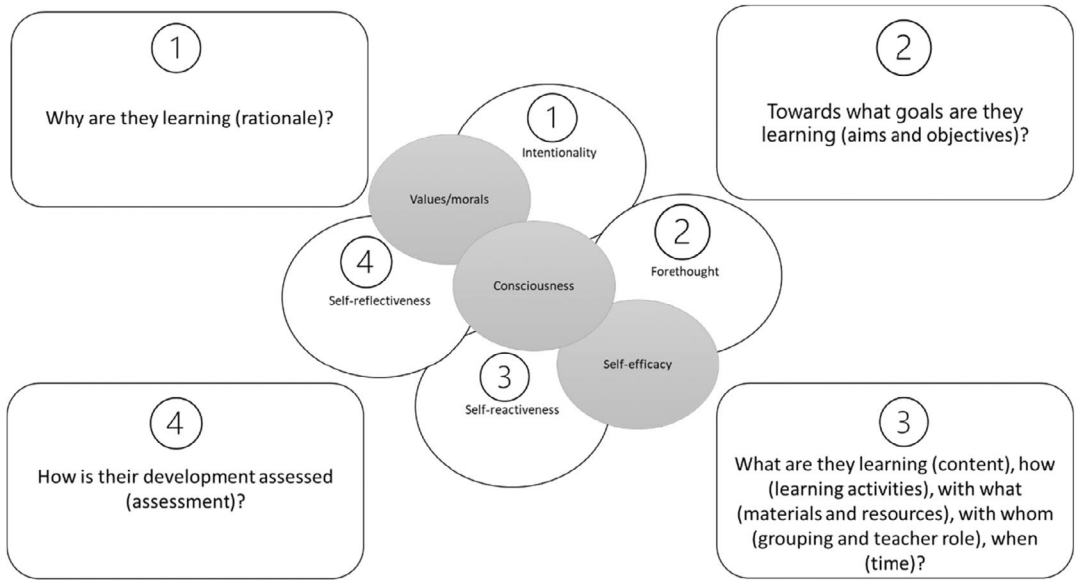 1
Why are they learning (rationale)?
2
Towards what goals are they
learning (aims and objectives)?
1
Intentionality
Values/morals
2
Forethought
4
Self-reflectiveness
Consciousness
Self-efficacy
3
Self-reactiveness
4
How is their development assessed
(assessment)?
3
What are they learning (content), how
(learning activities), with what
(materials and resources), with whom
(grouping and teacher role), when
(time)?